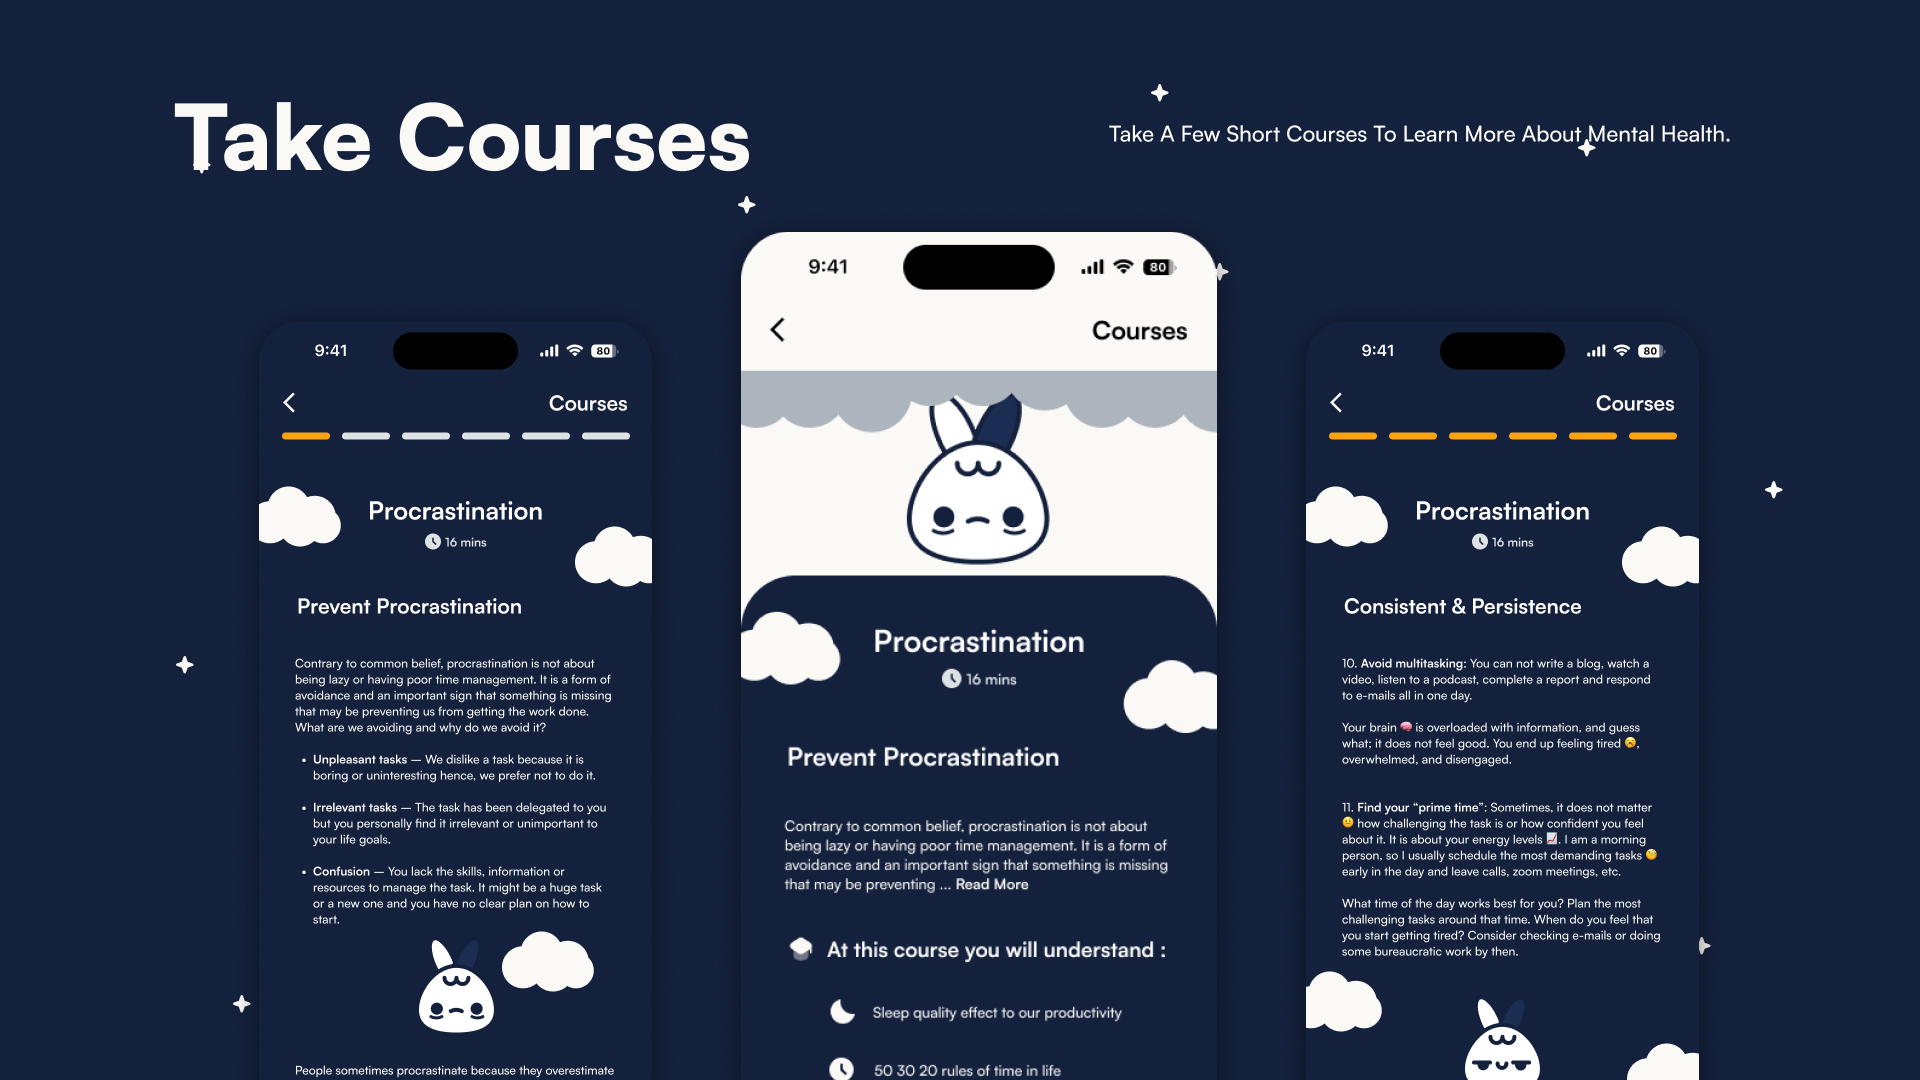 Take Courses
Take A Few Short Courses To Learn More About Mental Health.
9:41
80
Courses
Procrastination
16 mins
Prevent Procrastination
Contrary to common belief, procrastination is not about
being lazy or having poor time management. It is a form of
avoidance and an important sign that something is missing
that may be preventing us from getting the work done.
What are we avoiding and why do we avoid it?
• Unpleasant tasks — We dislike a task because it is
boring or uninteresting hence, we prefer not to do it.
• Irrelevant tasks — The task has been delegated to you
but you personally find it irrelevant or unimportant to
your life goals.
• Confusion — You lack the skills, information or
resources to manage the task. It might be a huge task
or a new one and you have no clear plan on how to
start.
People sometimes procrastinate because they overestimate
9:41
80
Courses
Procrastination
16 mins
Prevent Procrastination
Contrary to common belief, procrastination is not about
being lazy or having poor time management. It is a form of
avoidance and an important sign that something is missing
that may be preventing ... Read More
At this course you will understand :
Sleep quality effect to our productivity
50 30 20 rules of time in life
9:41
80
Courses
Procrastination
16 mins
Consistent & Persistence
10. Avoid multitasking: You can not write a blog, watch a
video, listen to a podcast, complete a report and respond
to e-mails all in one day.
Your brain 🧠 is overloaded with information, and guess
what; it does not feel good. You end up feeling tired 😪,
overwhelmed, and disengaged.
11. Find your “prime time”: Sometimes, it does not matter
😐 how challenging the task is or how confident you feel
about it. It is about your energy levels 📈. I am a morning
person, so I usually schedule the most demanding tasks 🧐
early in the day and leave calls, zoom meetings, etc.
What time of the day works best for you? Plan the most
challenging tasks around that time. When do you feel that
you start getting tired? Consider checking e-mails or doing
some bureaucratic work by then.